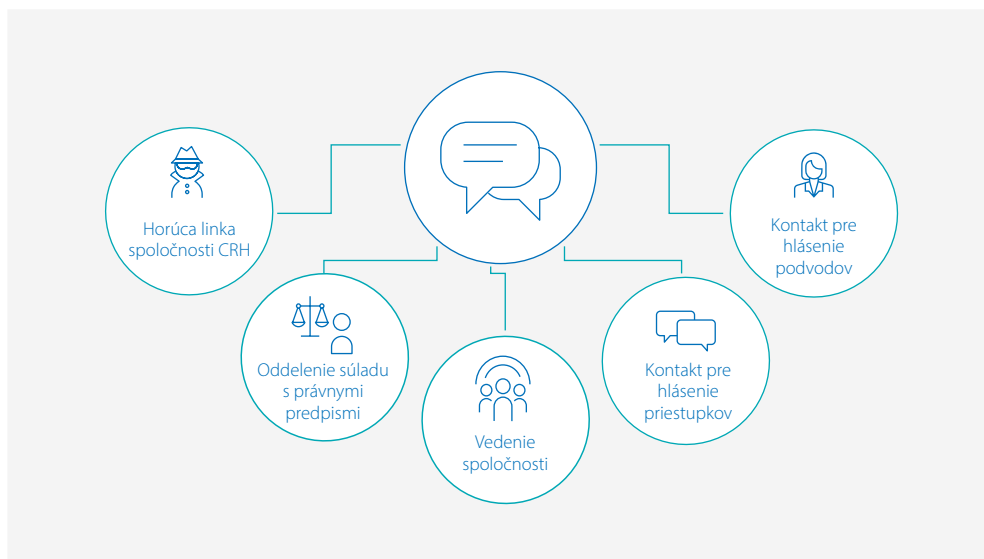 Horúca linka
spoločnosti CRH
Oddelenie súladu
s právnymi
predpismi
Vedenie
spoločnosti
Kontakt pre
hlásenie
priestupkov
Kontakt pre
hlásenie
podvodov